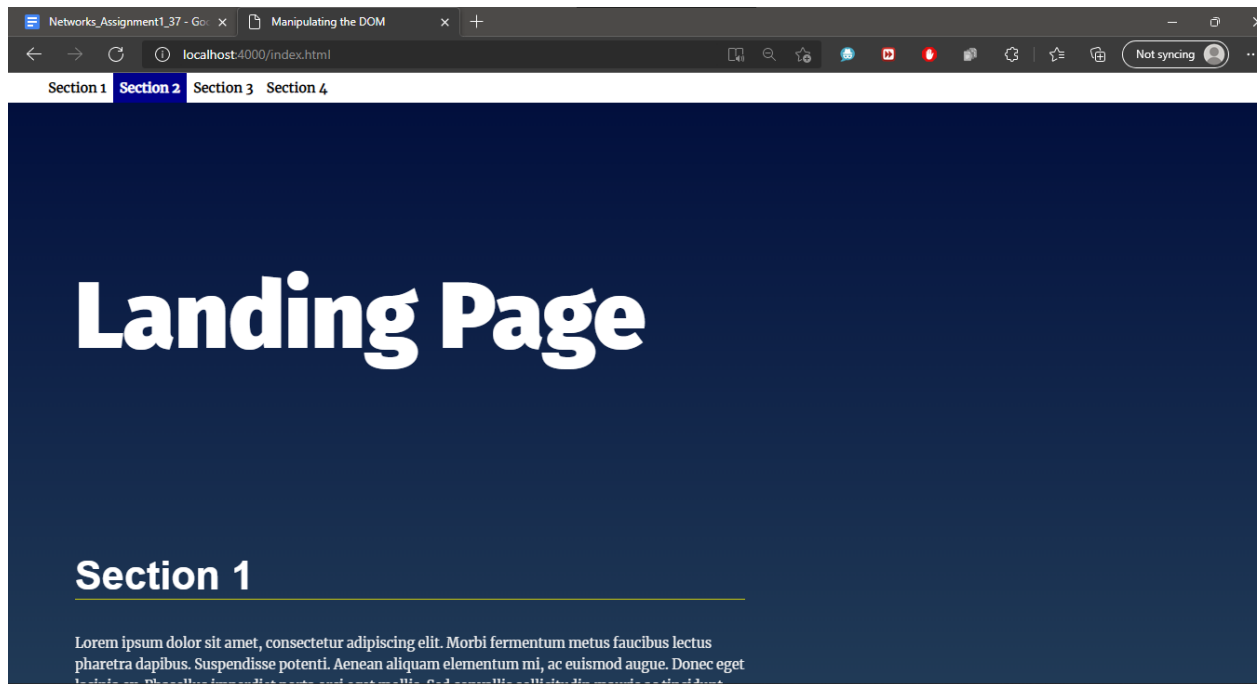 Networks_Assignment1_37 - Goo
Manipulating the DOM
localhost:4000/index.html
Not syncing
Section 1 Section 2 Section 3 Section 4
Landing Page
Section 1
Lorem ipsum dolor sit amet, consectetur adipiscing elit. Morbi fermentum metus faucibus lectus
pharetra dapibus. Suspendisse potenti. Aenean aliquam elementum mi, ac euismod augue. Donec eget